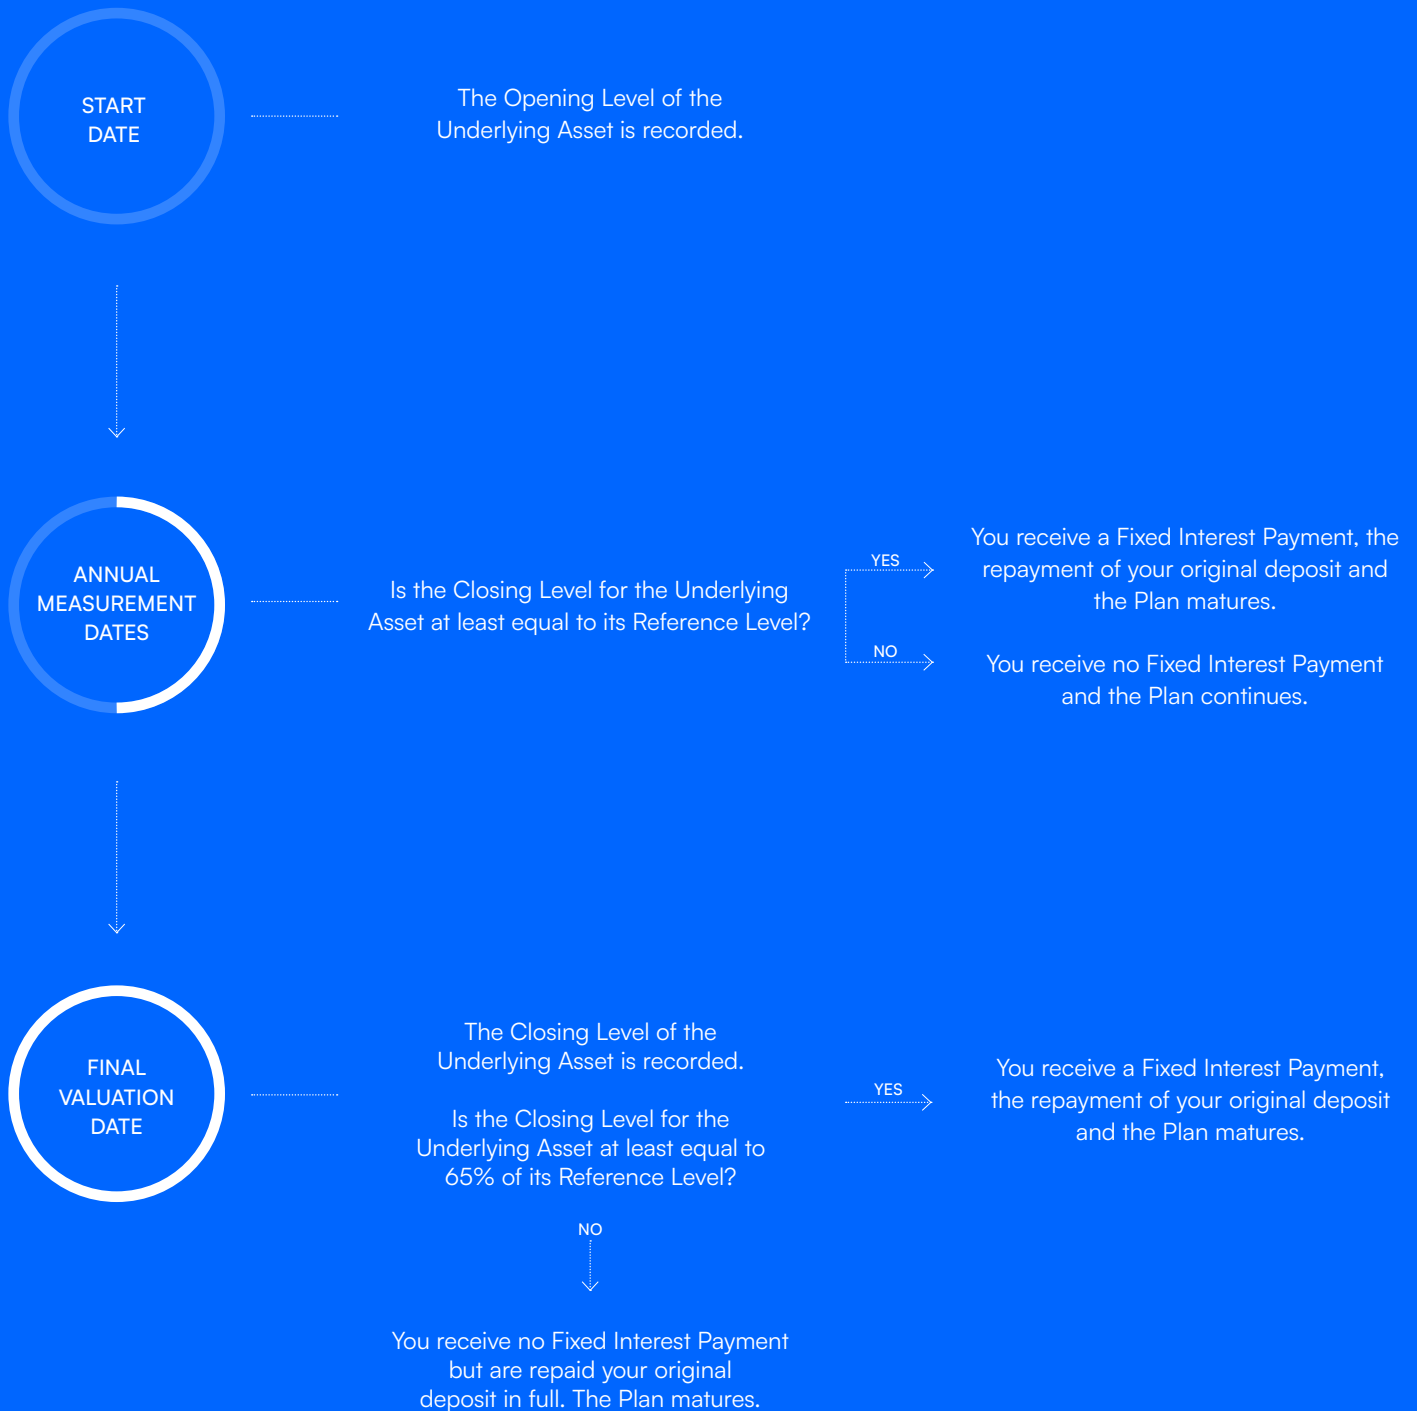 START
DATE
The Opening Level of the
Underlying Asset is recorded.
ANNUAL
MEASUREMENT
DATES
Is the Closing Level for the Underlying
Asset at least equal to its Reference Level?
YES
You receive a Fixed Interest Payment, the
repayment of your original deposit and
the Plan matures.
NO
You receive no Fixed Interest Payment
and the Plan continues.
FINAL
VALUATION
DATE
The Closing Level of the
Underlying Asset is recorded.
Is the Closing Level for the
Underlying Asset at least equal to
65% of its Reference Level?
YES
You receive a Fixed Interest Payment,
the repayment of your original deposit
and the Plan matures.
NO
You receive no Fixed Interest Payment
but are repaid your original
deposit in full. The Plan matures.